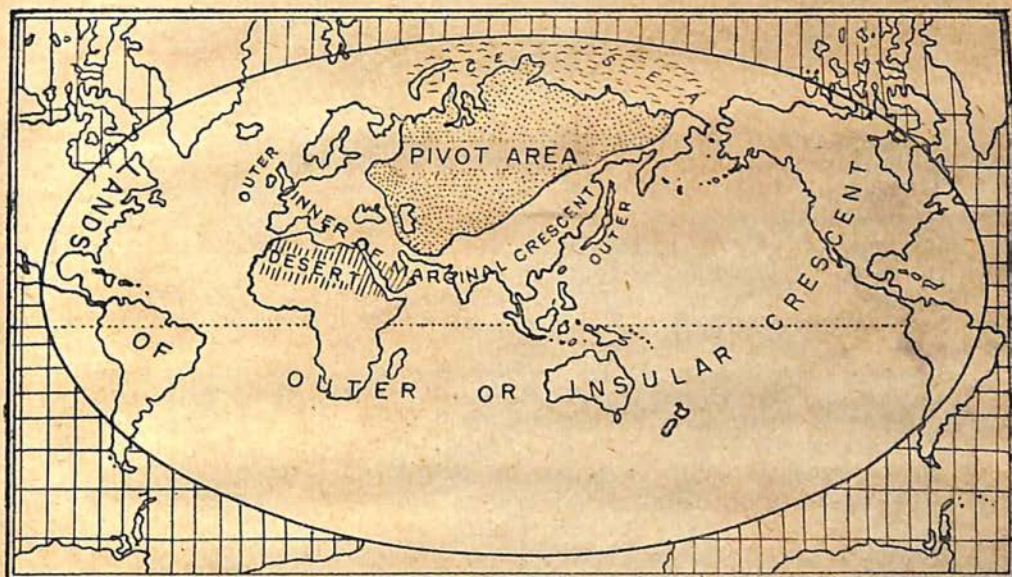 ICE SEA
PIVOT AREA
OUTER
INNER OR MARGINAL CRESCENT
OUTER
DESERT
LANDS OF OUTER OR INSULAR CRESCENT